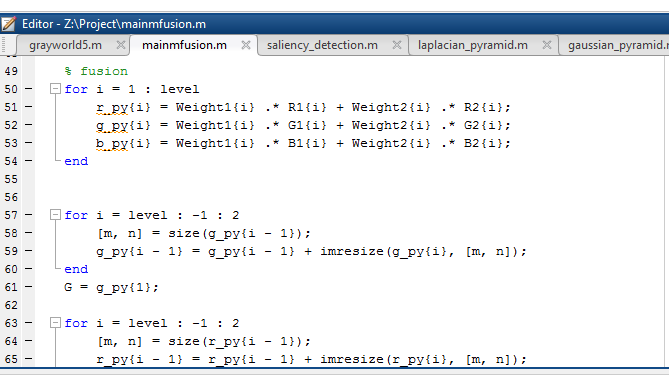 Editor - Z:\Project\mainmfusion.m
grayworld5.m × mainmfusion.m × saliency_detection.m × laplacian_pyramid.m × gaussian_pyramid.
49 % fusion
50 - for i = 1 : level
51 - r_py{i} = Weight1{i} .* R1{i} + Weight2{i} .* R2{i};
52 - g_py{i} = Weight1{i} .* G1{i} + Weight2{i} .* G2{i};
53 - b_py{i} = Weight1{i} .* B1{i} + Weight2{i} .* B2{i};
54 - end
55
56
57 - for i = level : -1 : 2
58 - [m, n] = size(g_py{i - 1});
59 - g_py{i - 1} = g_py{i - 1} + imresize(g_py{i}, [m, n]);
60 - end
61 - G = g_py{1};
62
63 - for i = level : -1 : 2
64 - [m, n] = size(r_py{i - 1});
65 - r_py{i - 1} = r_py{i - 1} + imresize(r_py{i}, [m, n]);